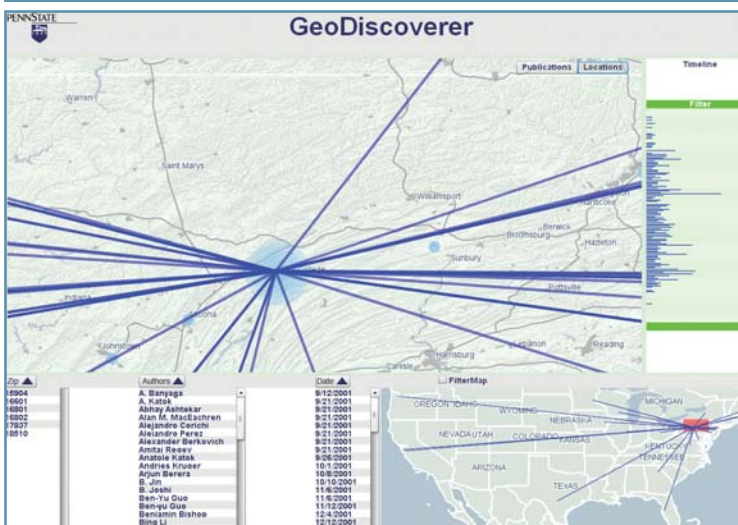 PENNSTATE
GeoDiscoverer
Publications
Locations
Timeline
Filter
Warren
Saint Marys
Williamsport
Nanticoke
Berwick
Bloomsburg
Hazleton
Sunbury
Pottsville
Indiana
Johnstown
Harrisburg
Carlisle
Lebanon
Reading
Zip
15904
16601
16801
16802
17837
18510
Authors
A. Banyaga
A. Katok
Abhay Ashtekar
Alan M. MacEachren
Alejandro Corichi
Alejandro Perez
Alexander Berkovich
Amitai Regev
Anatole Katok
Andries Kruger
Arjun Berera
B. Jin
B. Joshi
Ben-Yu Guo
Ben-yu Guo
Benjamin Bishop
Bing Li
Date
9/12/2001
9/21/2001
9/21/2001
9/21/2001
9/21/2001
9/21/2001
9/21/2001
9/21/2001
9/26/2001
10/1/2001
10/8/2001
10/10/2001
11/6/2001
11/6/2001
11/12/2001
12/4/2001
12/12/2001
FilterMap
OREGON
IDAHO
WYOMING
MICHIGAN
NEBRASKA
NEVADA
UTAH
COLORADO
KANSAS
KENTUCKY
TENNESSEE
ARIZONA
TEXAS